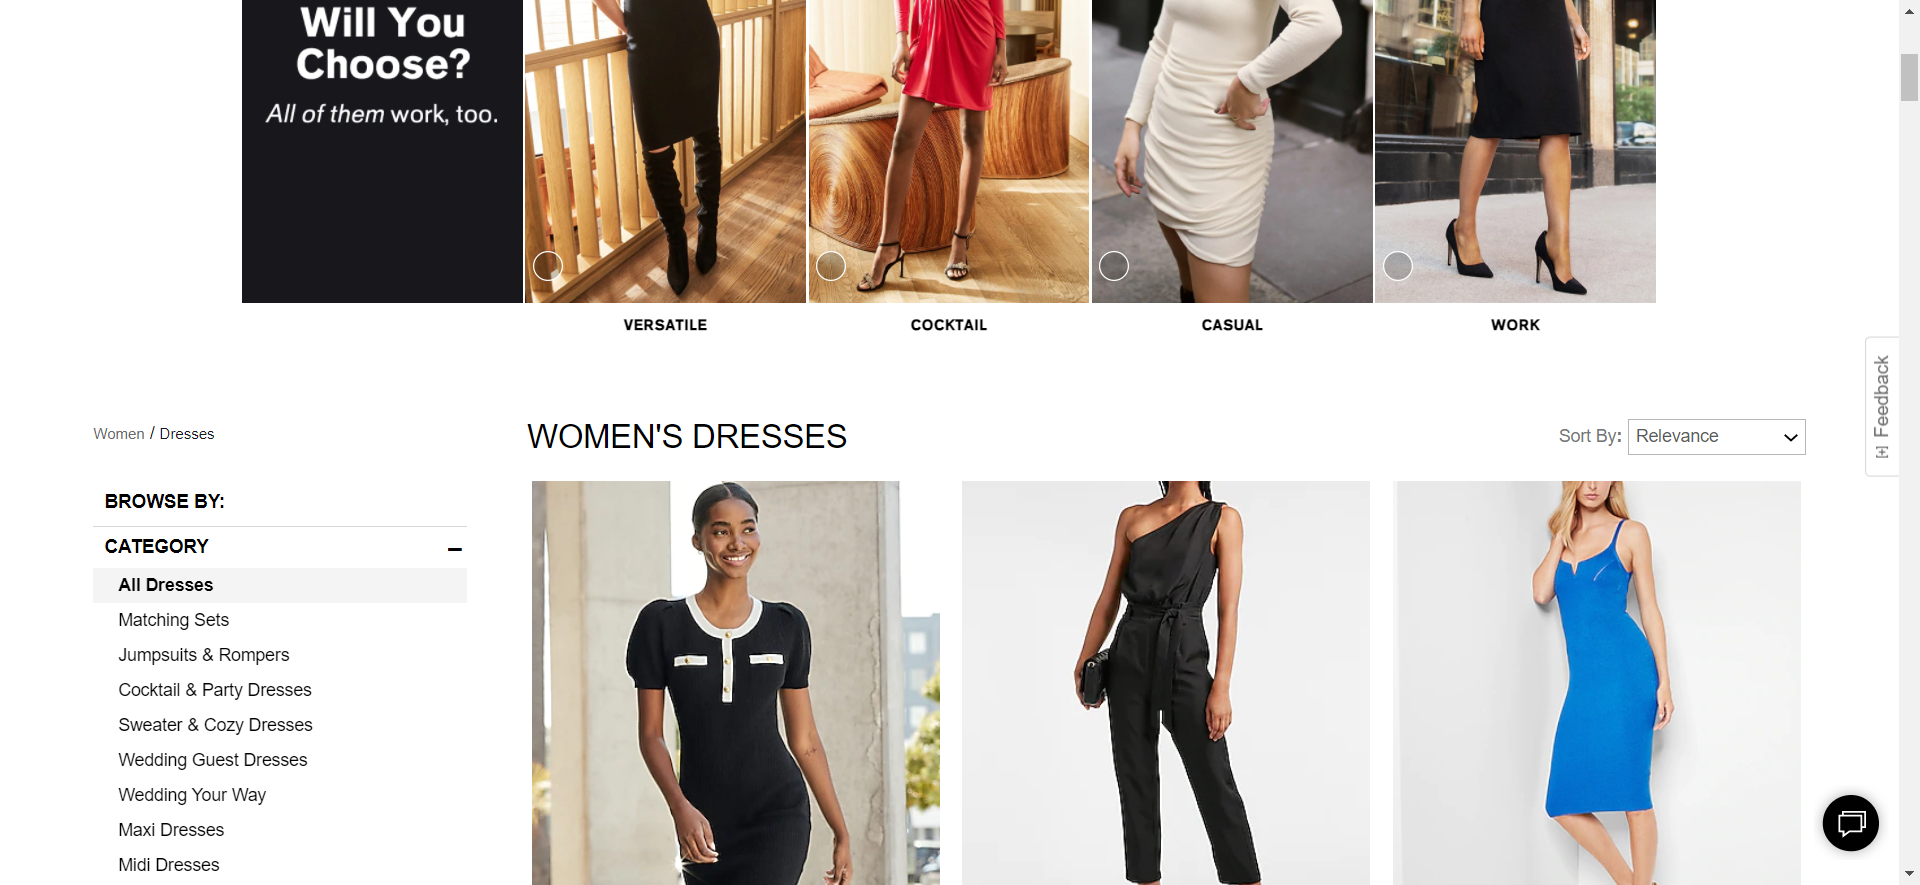 Will You
Choose?
All of them work, too.
VERSATILE
COCKTAIL
CASUAL
WORK
[+] Feedback
Women / Dresses
WOMEN'S DRESSES
Sort By: Relevance
BROWSE BY:
CATEGORY
All Dresses
Matching Sets
Jumpsuits & Rompers
Cocktail & Party Dresses
Sweater & Cozy Dresses
Wedding Guest Dresses
Wedding Your Way
Maxi Dresses
Midi Dresses